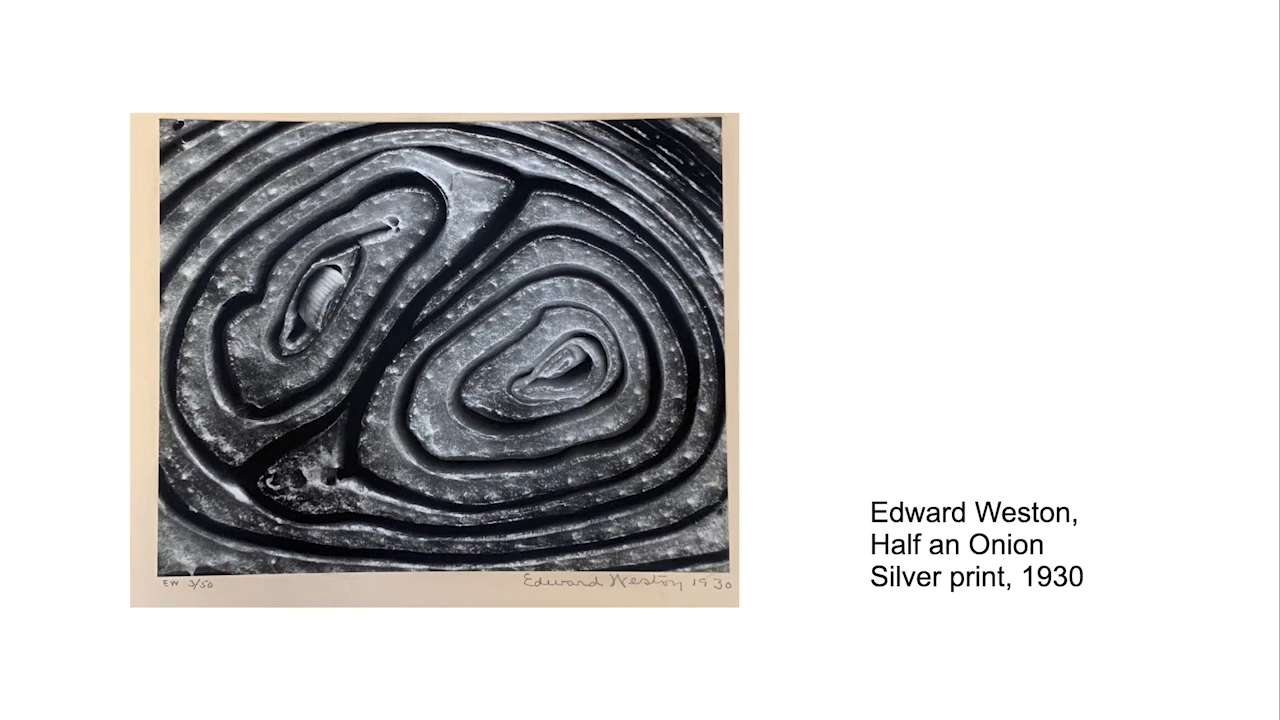 EW 3/50
Edward Weston 1930
Edward Weston,
Half an Onion
Silver print, 1930